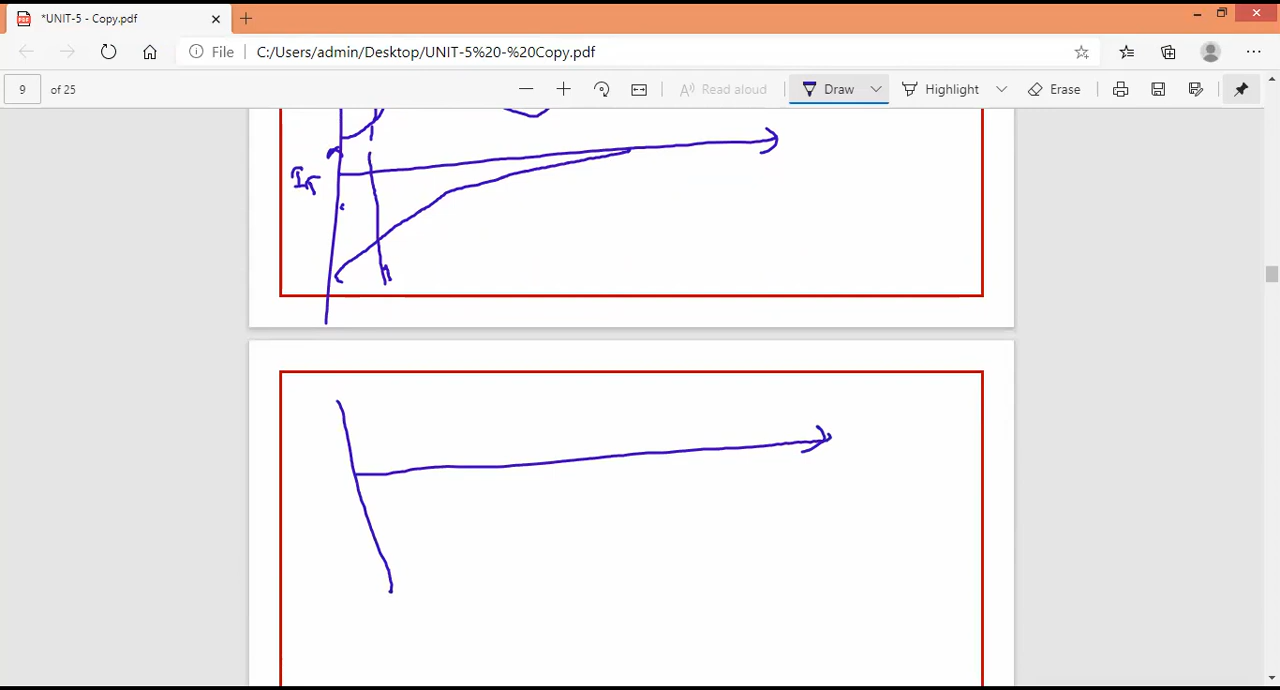 *UNIT-5 - Copy.pdf
File C:/Users/admin/Desktop/UNIT-5%20-%20Copy.pdf
9 of 25 Read aloud Draw Highlight Erase